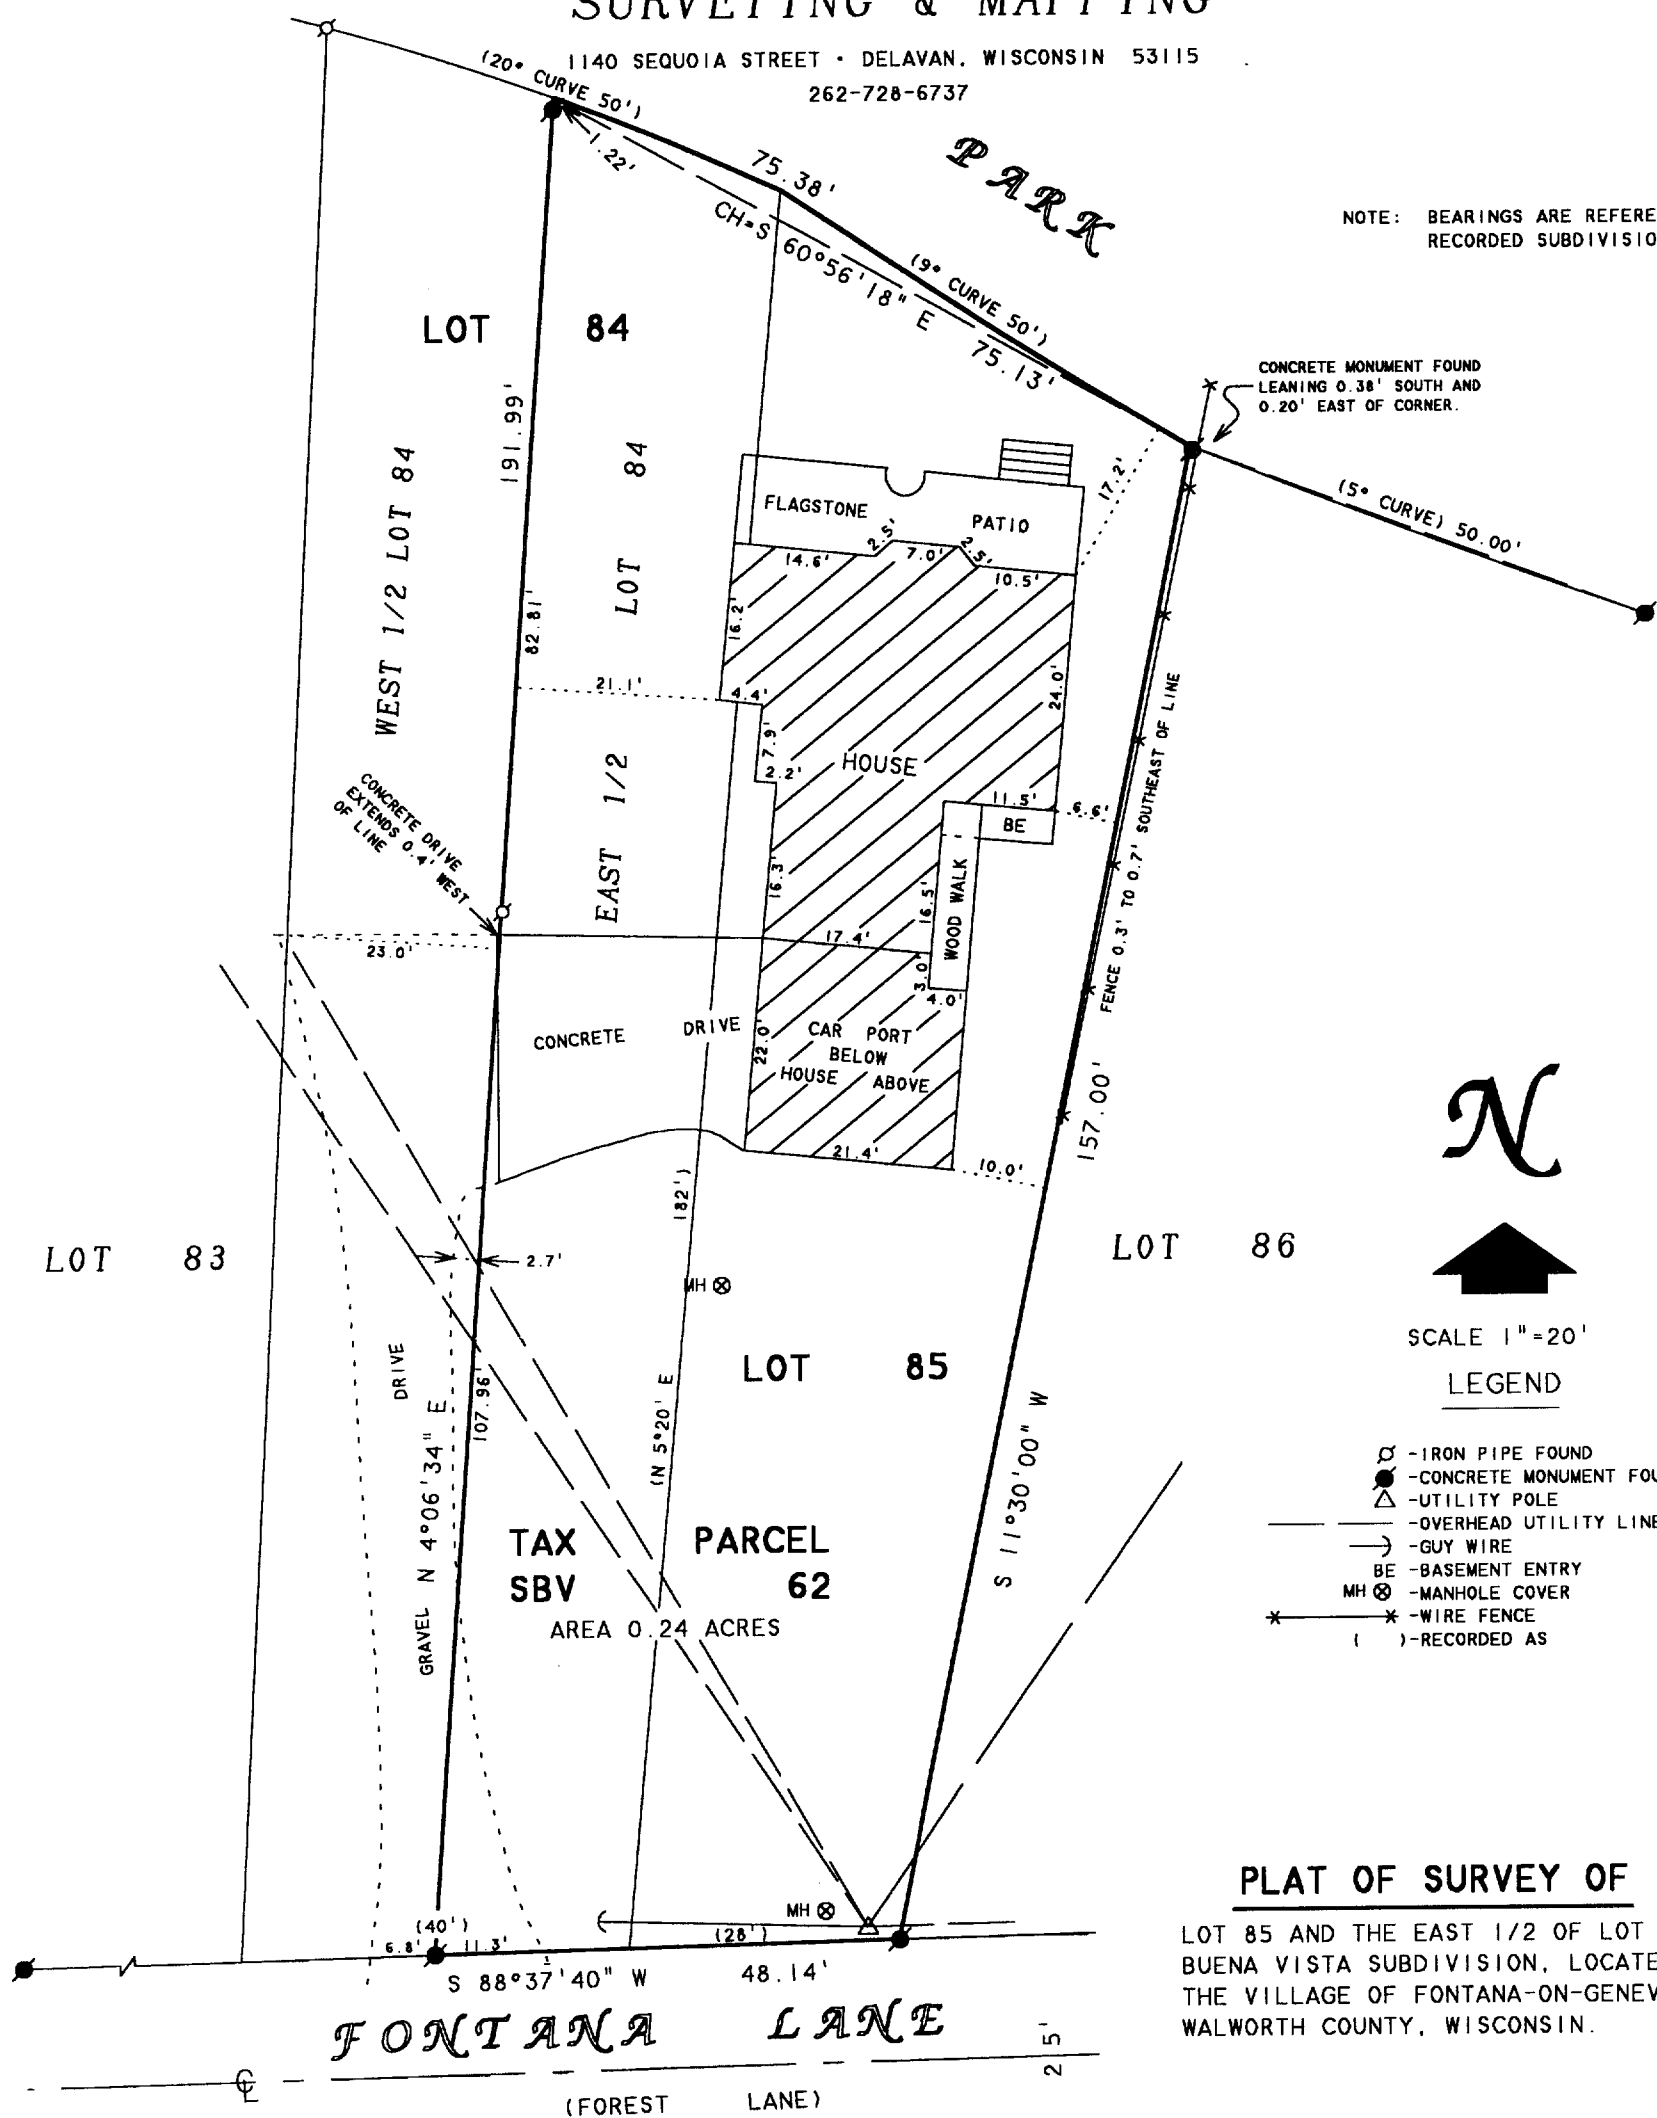 SURVEYING & MAPPING
1140 SEQUOIA STREET · DELAVAN, WISCONSIN 53115
262-728-6737
(20° CURVE 50')
1.22'
75.38'
CH=S 60°56'18" E 75.13'
(9° CURVE 50')
PARK
NOTE: BEARINGS ARE REFERE
RECORDED SUBDIVISIO
CONCRETE MONUMENT FOUND
LEANING 0.38' SOUTH AND
0.20' EAST OF CORNER.
(5° CURVE) 50.00'
LOT 84
191.99'
82.81'
WEST 1/2 LOT 84
EAST 1/2 LOT 84
17.2'
FLAGSTONE PATIO
14.6'
2.5'
7.0'
2.5'
10.5'
16.2'
21.1'
4.4'
7.9'
2.2'
24.0'
HOUSE
11.5'
6.6'
BE
16.3'
16.5'
WOOD WALK
17.4'
3.0'
4.0'
FENCE 0.3' TO 0.7' SOUTHEAST OF LINE
CONCRETE DRIVE
EXTENDS 0.4' WEST
OF LINE
23.0'
CONCRETE DRIVE
22.0'
CAR PORT
BELOW
HOUSE ABOVE
21.4'
10.0'
157.00'
S 11°30'00" W
182')
(N 5°20' E
LOT 83
2.7'
MH
LOT 86
LOT 85
GRAVEL DRIVE
N 4°06'34" E
107.96'
TAX PARCEL
SBV 62
AREA 0.24 ACRES
N
SCALE 1"=20'
LEGEND
-IRON PIPE FOUND
-CONCRETE MONUMENT FOU
-UTILITY POLE
-OVERHEAD UTILITY LINE
-GUY WIRE
BE -BASEMENT ENTRY
MH -MANHOLE COVER
-WIRE FENCE
( )-RECORDED AS
MH
(40')
6.8'
11.3'
(28')
S 88°37'40" W 48.14'
FONTANA LANE
25'
CL
(FOREST LANE)
PLAT OF SURVEY OF
LOT 85 AND THE EAST 1/2 OF LOT
BUENA VISTA SUBDIVISION, LOCATE
THE VILLAGE OF FONTANA-ON-GENEV
WALWORTH COUNTY, WISCONSIN.